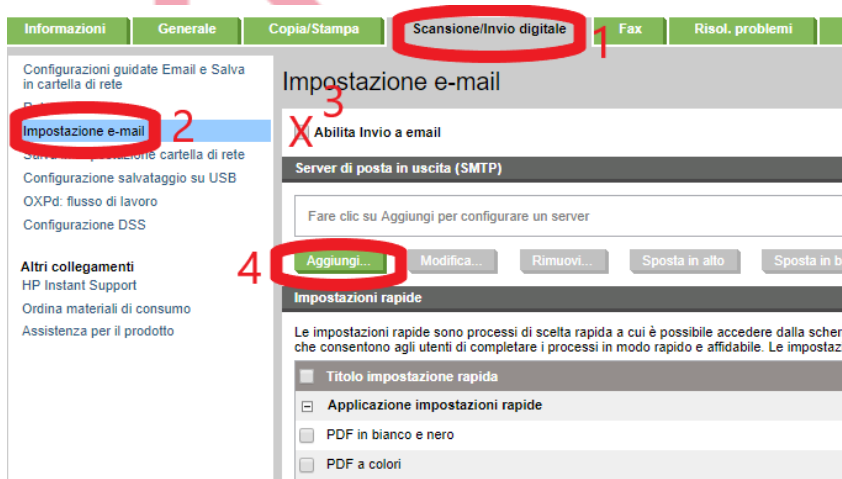 Informazioni
Generale
Copia/Stampa
Scansione/Invio digitale
1
Fax
Risol. problemi
Configurazioni guidate Email e Salva
in cartella di rete
Impostazione e-mail
2
cartella di rete
Configurazione salvataggio su USB
OXPd: flusso di lavoro
Configurazione DSS
Altri collegamenti
HP Instant Support
Ordina materiali di consumo
Assistenza per il prodotto
Impostazione e-mail
3
X Abilita Invio a email
Server di posta in uscita (SMTP)
Fare clic su Aggiungi per configurare un server
4
Aggiungi...
Modifica...
Rimuovi...
Sposta in alto
Sposta in b
Impostazioni rapide
Le impostazioni rapide sono processi di scelta rapida a cui è possibile accedere dalla scher
che consentono agli utenti di completare i processi in modo rapido e affidabile. Le impostaz
Titolo impostazione rapida
Applicazione impostazioni rapide
PDF in bianco e nero
PDF a colori